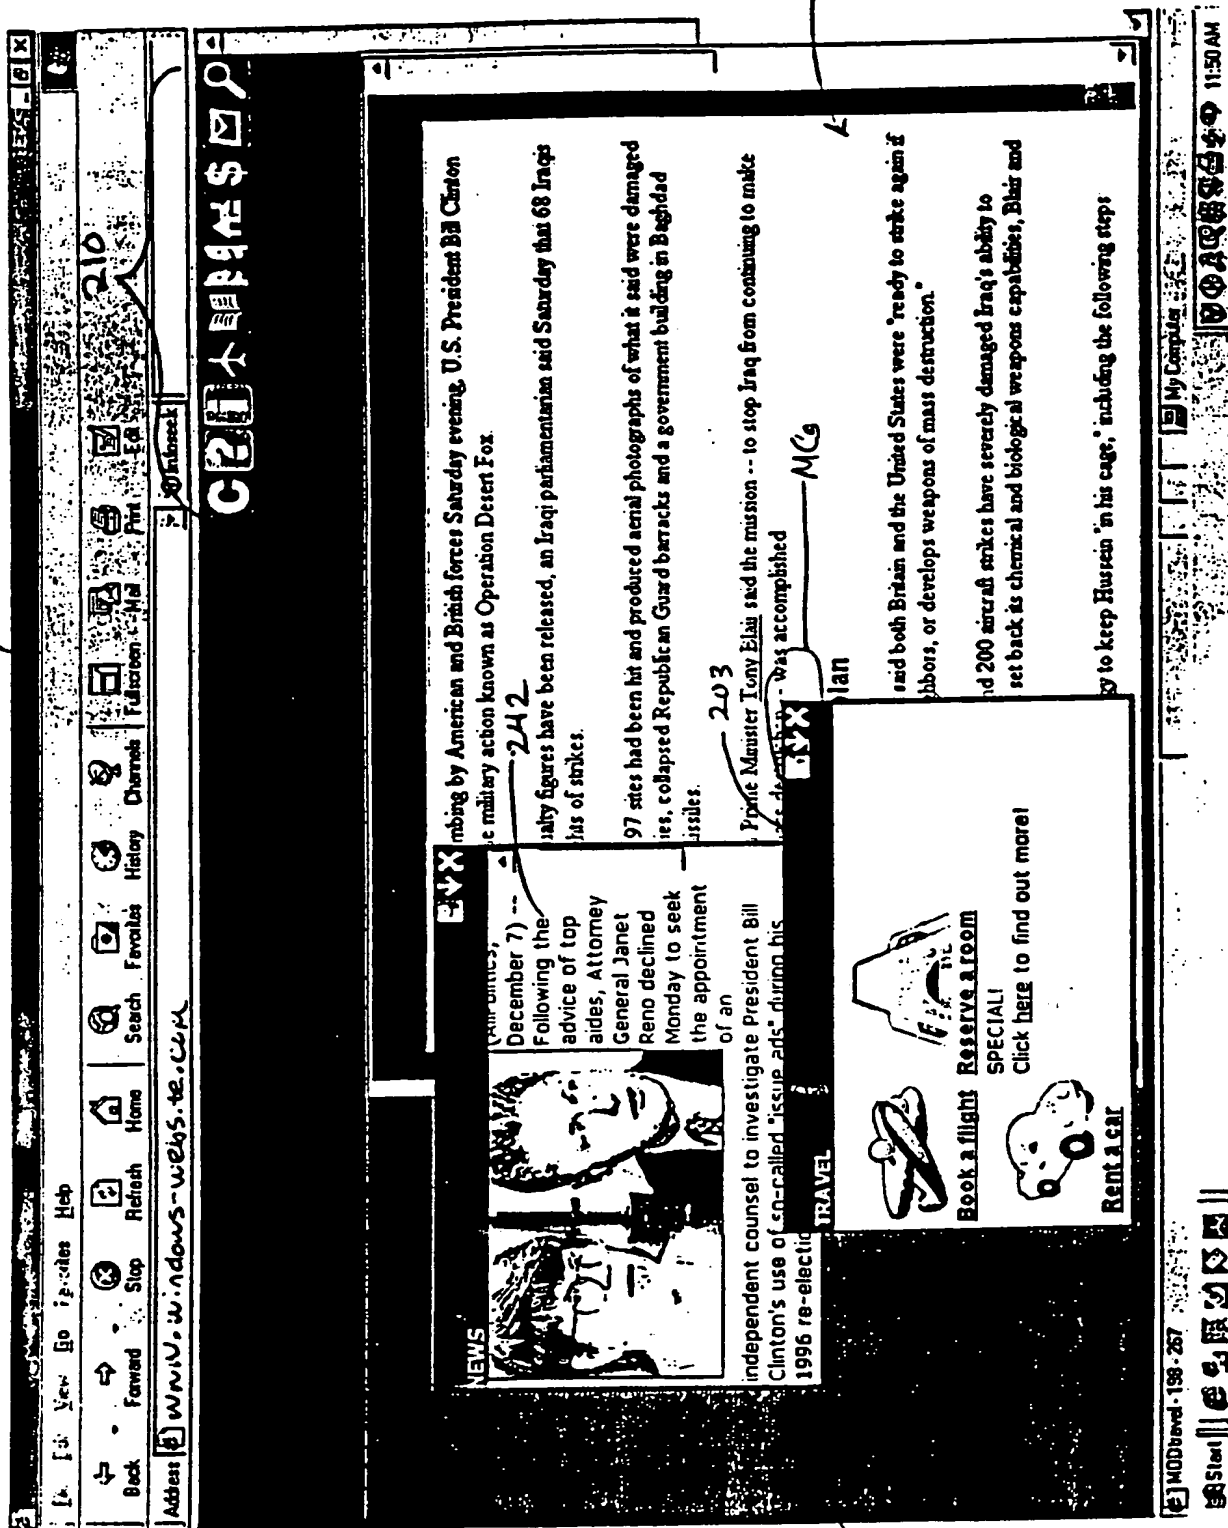 View Go Favorites Help
Back Forward Stop Refresh Home Search Favorites History Channels Fullscreen Mail Print Edit
Address www.windows-website.com
Infoseek
210
C?
mbing by American and British forces Saturday evening, U.S. President Bill Clinton
e military action known as Operation Desert Fox.
242
ualty figures have been released, an Iraqi parliamentarian said Saturday that 68 Iraqis
hts of strikes.
97 sites had been hit and produced aerial photographs of what it said were damaged
ies, collapsed Republican Guard barracks and a government building in Baghdad
issiles.
Prime Minister Tony Blair said the mission -- to stop Iraq from continuing to make
- was accomplished
203
MCs
lan
said both Britain and the United States were "ready to strike again if
hbors, or develops weapons of mass destruction."
nd 200 aircraft strikes have severely damaged Iraq's ability to
set back its chemical and biological weapons capabilities, Blair and
gy to keep Hussein "in his cage," including the following steps
NEWS
December 7) --
Following the
advice of top
aides, Attorney
General Janet
Reno declined
Monday to seek
the appointment
of an
independent counsel to investigate President Bill
Clinton's use of so-called "issue ads" during his
1996 re-electio
TRAVEL
Book a flight
Reserve a room
SPECIAL!
Click here to find out more!
Rent a car
MODtravel - 198 - 267
My Computer
Start
11:50 AM